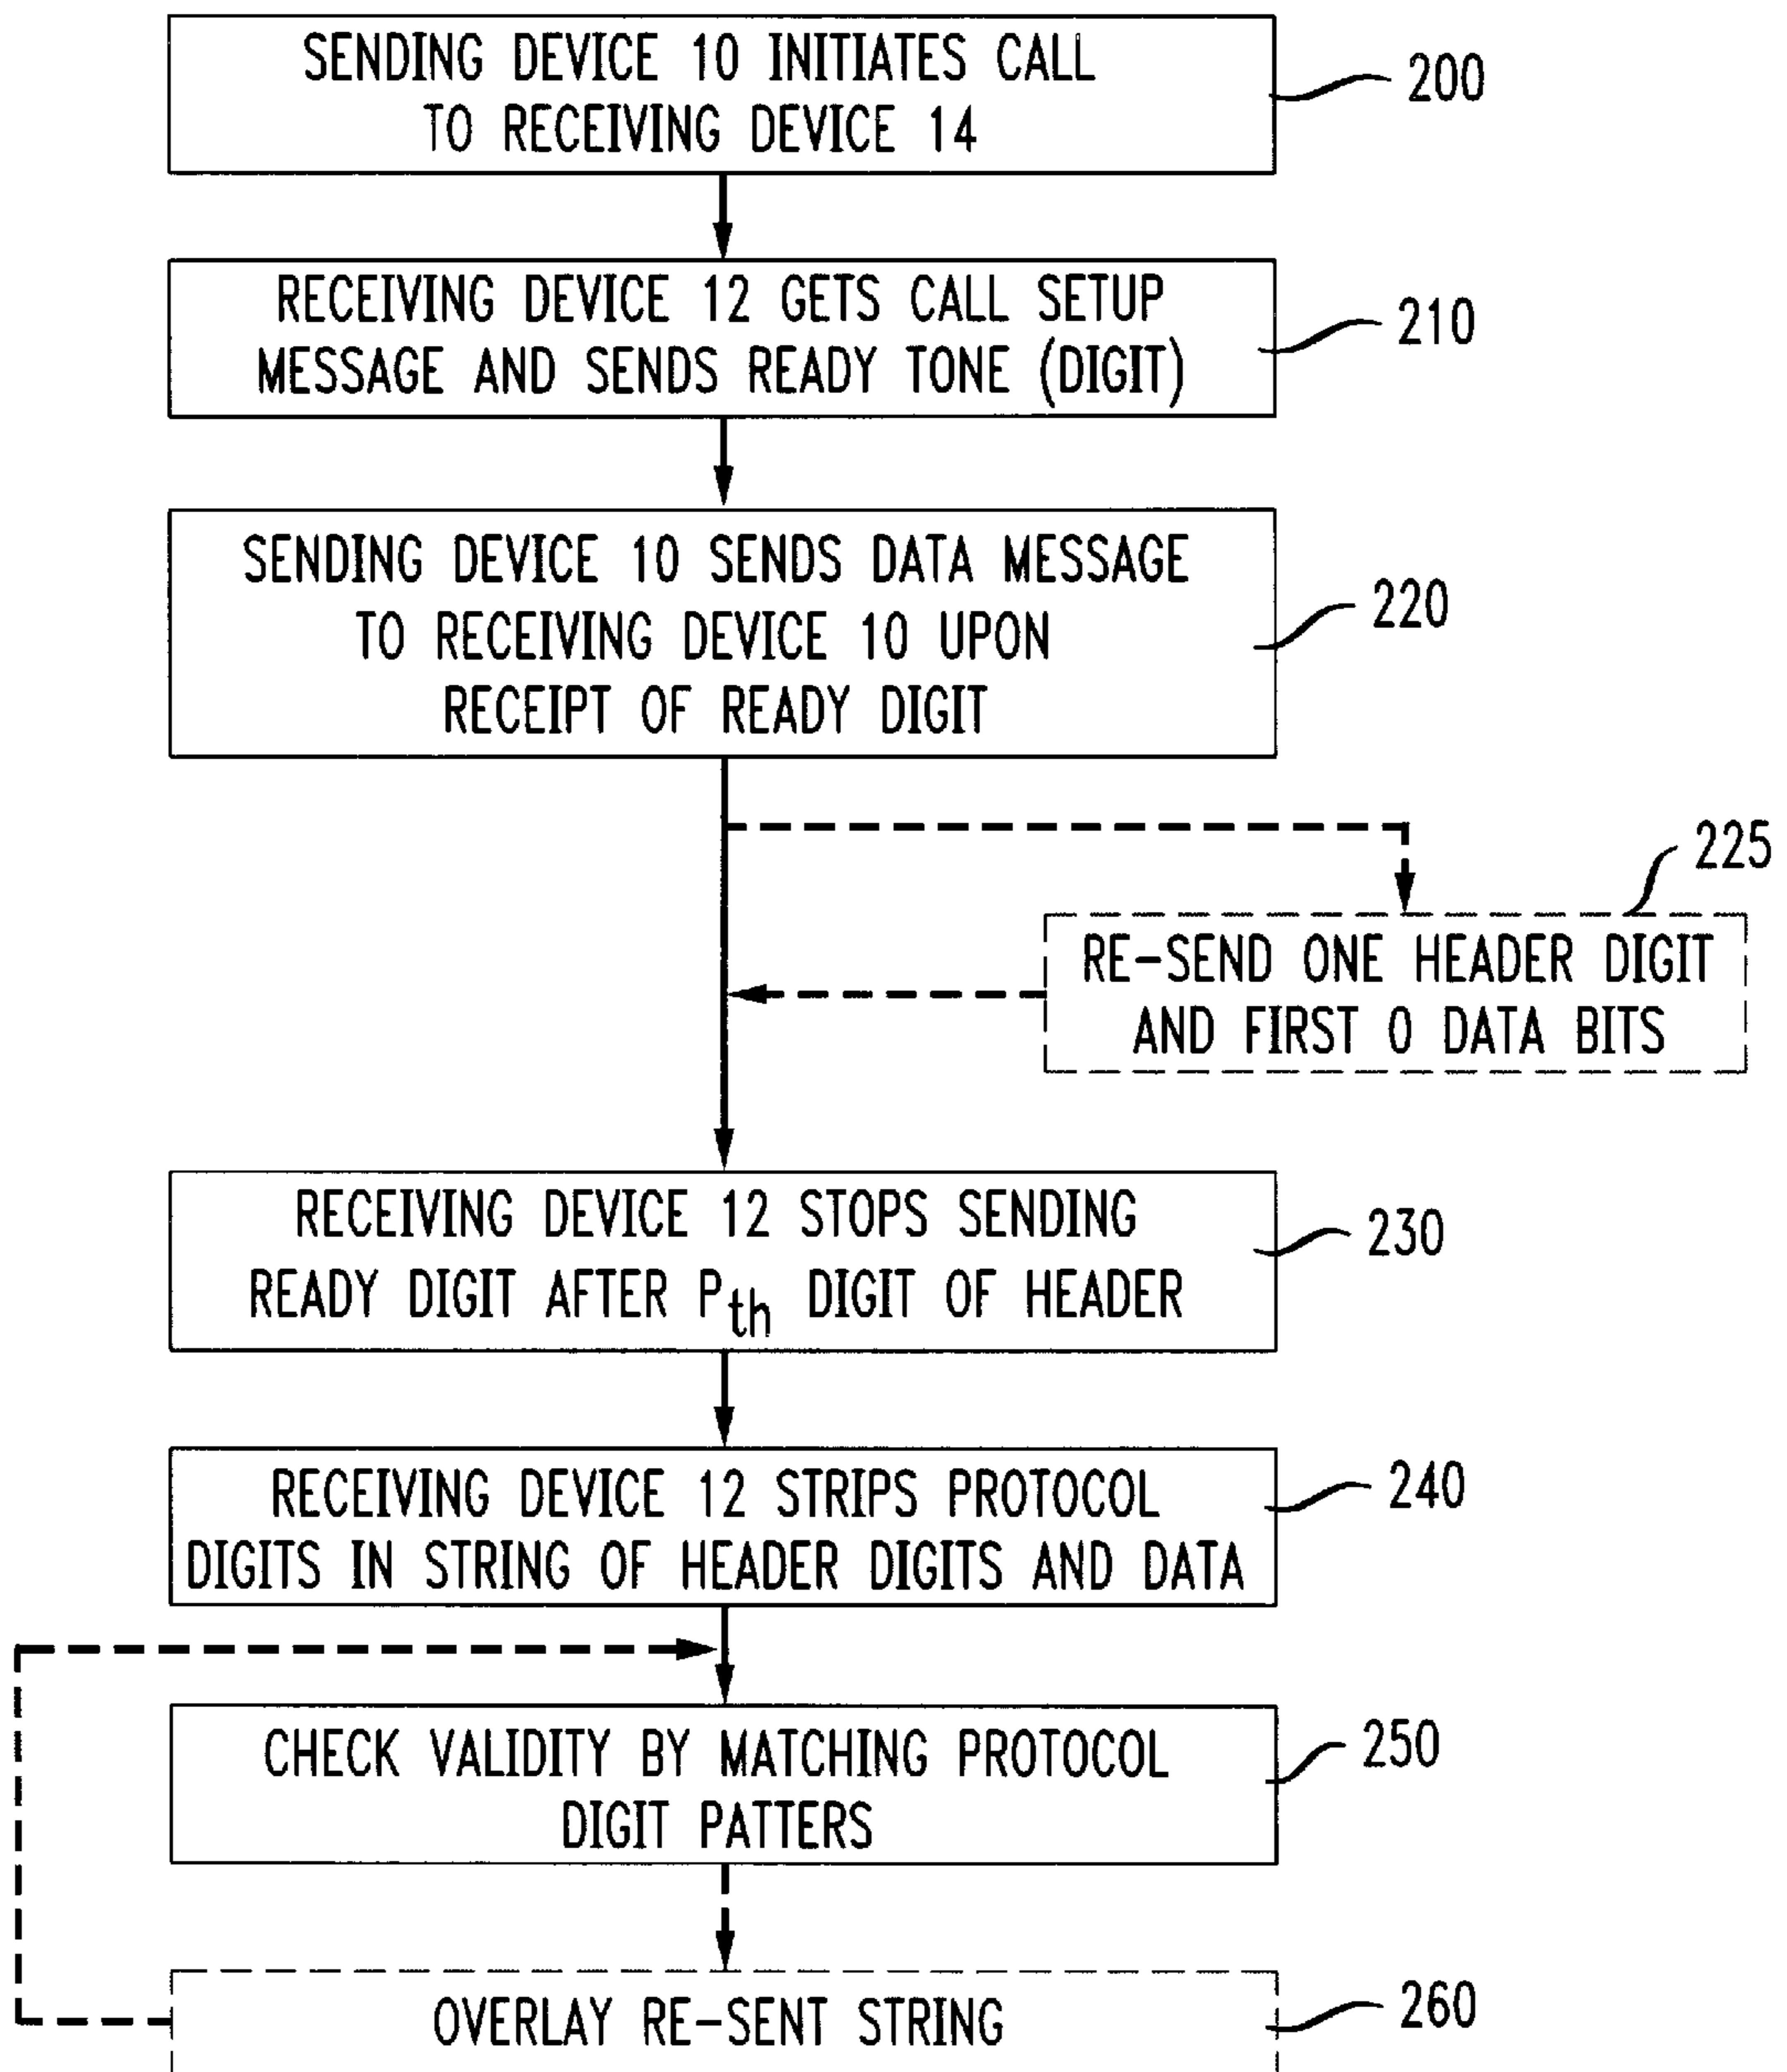 SENDING DEVICE 10 INITIATES CALL
TO RECEIVING DEVICE 14
200
RECEIVING DEVICE 12 GETS CALL SETUP
MESSAGE AND SENDS READY TONE (DIGIT)
210
SENDING DEVICE 10 SENDS DATA MESSAGE
TO RECEIVING DEVICE 10 UPON
RECEIPT OF READY DIGIT
220
225
RE-SEND ONE HEADER DIGIT
AND FIRST O DATA BITS
RECEIVING DEVICE 12 STOPS SENDING
READY DIGIT AFTER Pth DIGIT OF HEADER
230
RECEIVING DEVICE 12 STRIPS PROTOCOL
DIGITS IN STRING OF HEADER DIGITS AND DATA
240
CHECK VALIDITY BY MATCHING PROTOCOL
DIGIT PATTERS
250
OVERLAY RE-SENT STRING
260